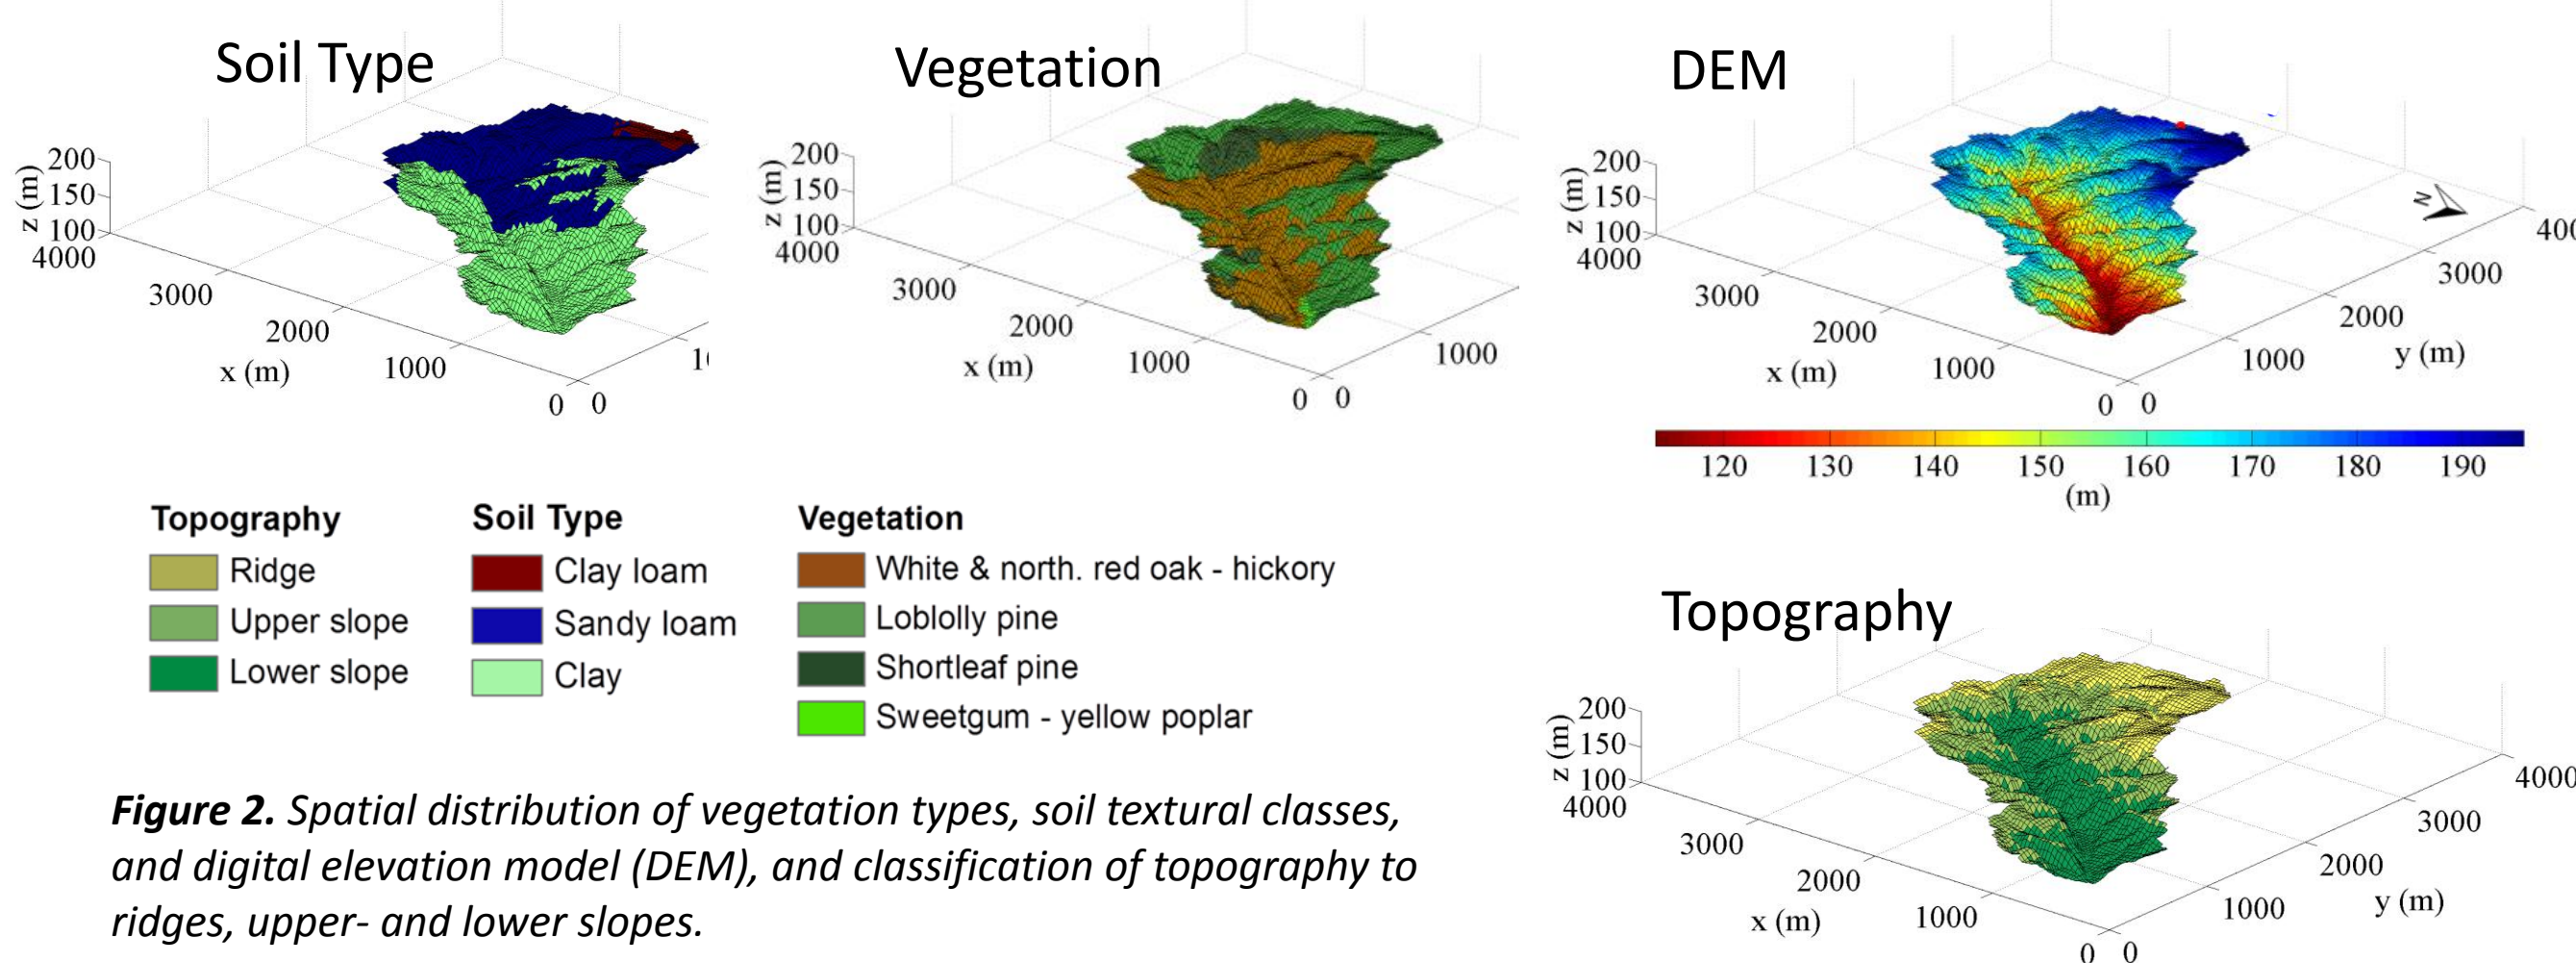 Soil Type
200
150
100
z (m)
4000
3000
2000
1000
0
x (m)
0
Vegetation
200
150
100
z (m)
4000
3000
2000
1000
0
x (m)
0
1000
DEM
200
150
100
z (m)
4000
3000
2000
1000
0
x (m)
0
1000
2000
3000
y (m)
N
120 130 140 150 160 170 180 190
(m)
Topography
Ridge
Upper slope
Lower slope
Soil Type
Clay loam
Sandy loam
Clay
Vegetation
White & north. red oak - hickory
Loblolly pine
Shortleaf pine
Sweetgum - yellow poplar
Topography
200
150
100
z (m)
4000
3000
2000
1000
0
x (m)
0
1000
2000
3000
4000
y (m)
Figure 2. Spatial distribution of vegetation types, soil textural classes,
and digital elevation model (DEM), and classification of topography to
ridges, upper- and lower slopes.